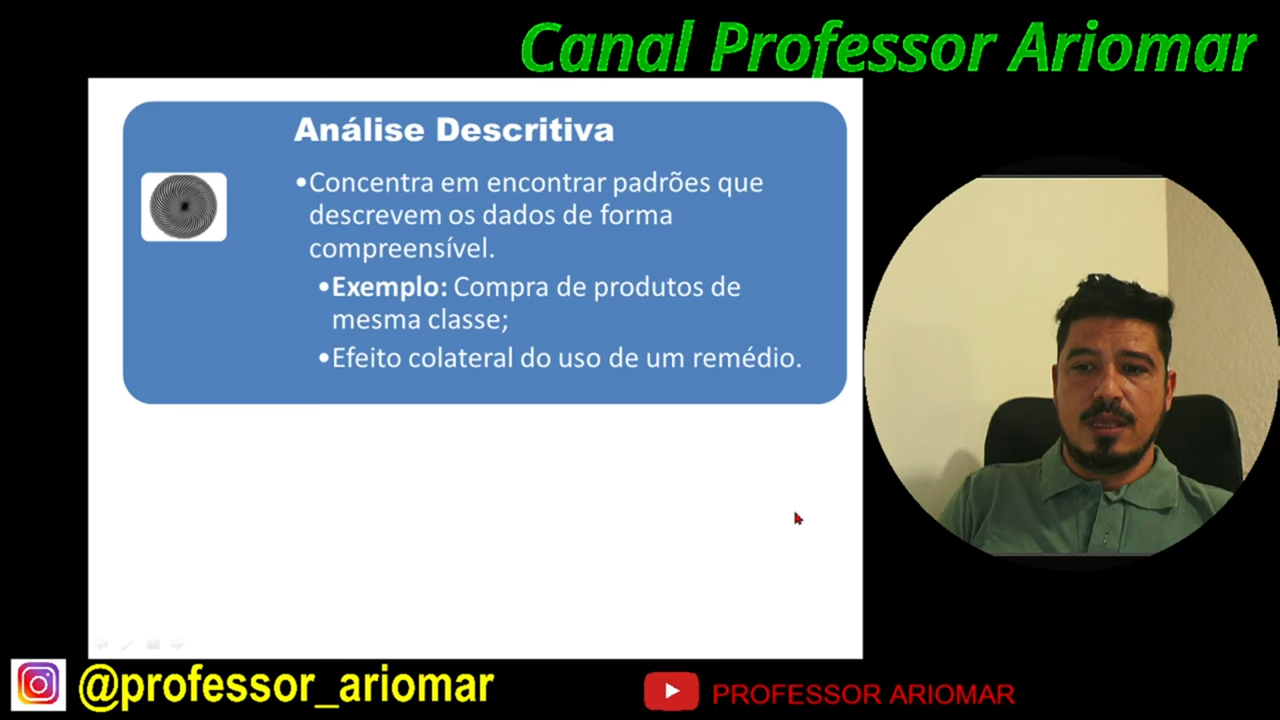 Canal Professor Ariomar
Análise Descritiva
•Concentra em encontrar padrões que
descrevem os dados de forma
compreensível.
•Exemplo: Compra de produtos de
mesma classe;
•Efeito colateral do uso de um remédio.
@professor_ariomar
PROFESSOR ARIOMAR